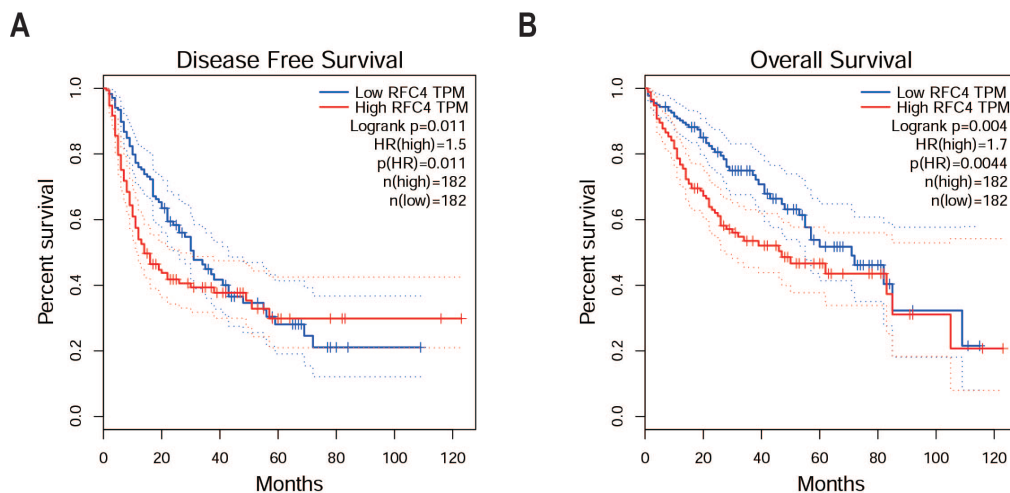 A
Disease Free Survival
Low RFC4 TPM
High RFC4 TPM
Logrank p=0.011
HR(high)=1.5
p(HR)=0.011
n(high)=182
n(low)=182
Percent survival
1.0
0.8
0.6
0.4
0.2
0.0
0 20 40 60 80 100 120
Months
B
Overall Survival
Low RFC4 TPM
High RFC4 TPM
Logrank p=0.004
HR(high)=1.7
p(HR)=0.0044
n(high)=182
n(low)=182
Percent survival
1.0
0.8
0.6
0.4
0.2
0.0
0 20 40 60 80 100 120
Months